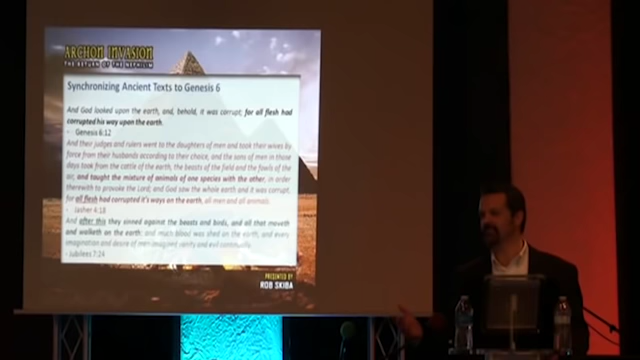 ARCHON INVASION
THE RETURN OF THE NEPHILIM
Synchronizing Ancient Texts to Genesis 6
And God looked upon the earth, and, behold, it was corrupt; for all flesh had
corrupted his way upon the earth.
- Genesis 6:12
And their judges and rulers went to the daughters of men and took their wives by
force from their husbands according to their choice, and the sons of men in those
days took from the cattle of the earth, the beasts of the field and the fowls of the
air, and taught the mixture of animals of one species with the other, in order
therewith to provoke the Lord; and God saw the whole earth and it was corrupt,
for all flesh had corrupted it's ways on the earth, all men and all animals.
- Jasher 4:18
And after this they sinned against the beasts and birds, and all that moveth
and walketh on the earth: and much blood was shed on the earth, and every
imagination and desire of men imagined vanity and evil continually.
- Jubilees 7:24
PRESENTED BY
ROB SKIBA